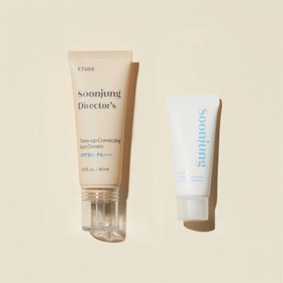 ETUDE
Soonjung
Director's
Tone-up Correcting
Sun Cream
SPF50+ PA++++
soonjung